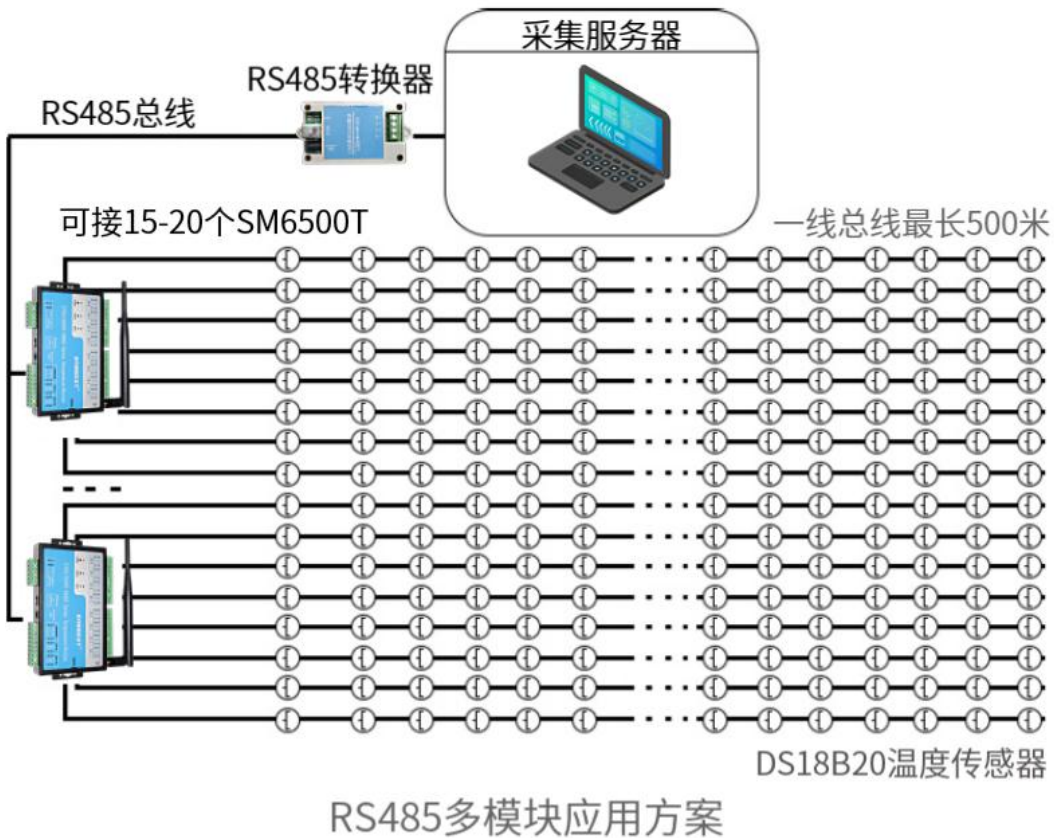 采集服务器
RS485转换器
RS485总线
可接15-20个SM6500T
一线总线最长500米
DS18B20温度传感器
RS485多模块应用方案